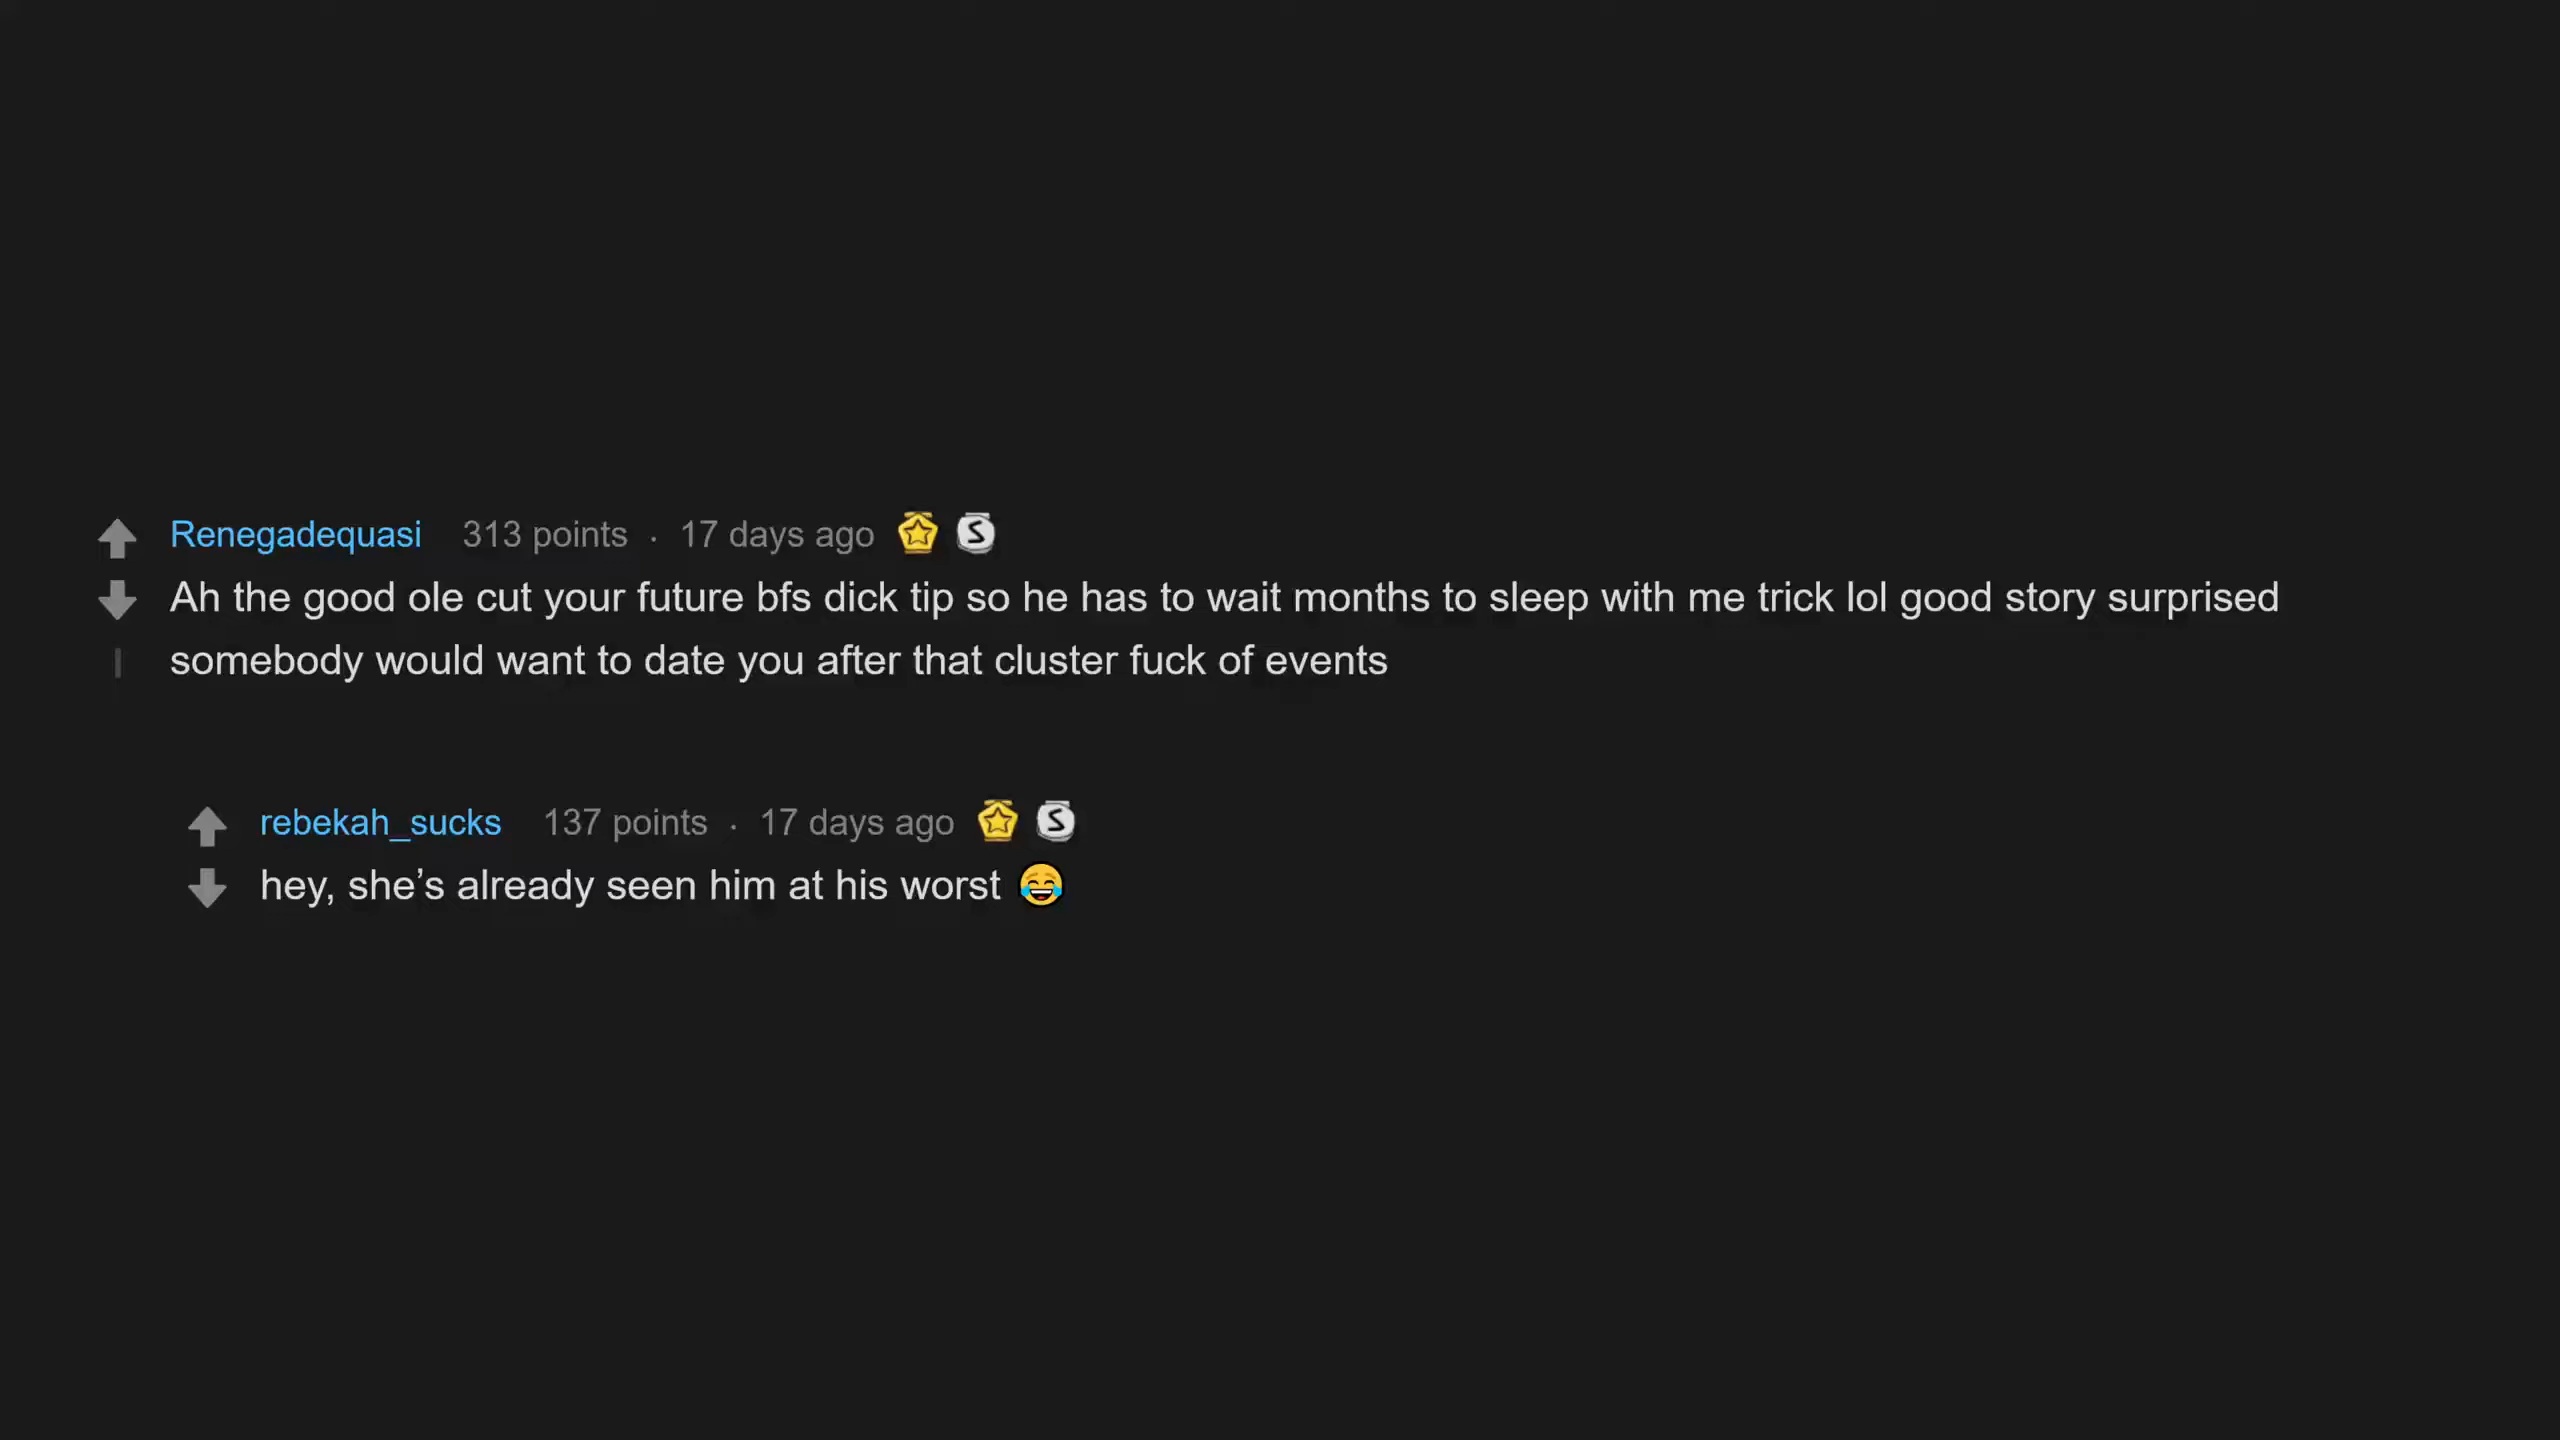 Renegadequasi 313 points · 17 days ago
Ah the good ole cut your future bfs dick tip so he has to wait months to sleep with me trick lol good story surprised
somebody would want to date you after that cluster fuck of events
rebekah_sucks 137 points · 17 days ago
hey, she’s already seen him at his worst 😂